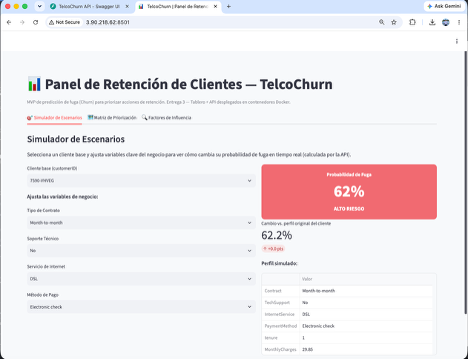 TelcoChurn API - Swagger UI
TelcoChurn | Panel de Reten
Ask Gemini
Not Secure 3.90.218.62:8501
Panel de Retención de Clientes — TelcoChurn
MVP de predicción de fuga (Churn) para priorizar acciones de retención. Entrega 3 — Tablero + API desplegados en contenedores Docker.
Simulador de Escenarios
Matriz de Priorización
Factores de Influencia
Simulador de Escenarios
Selecciona un cliente base y ajusta variables clave del negocio para ver cómo cambia su probabilidad de fuga en tiempo real (calculada por la API).
Cliente base (customerID)
Ajusta las variables de negocio:
Tipo de Contrato
Month-to-month
Soporte Técnico
No
Servicio de Internet
DSL
Método de Pago
Electronic check
Probabilidad de Fuga
62%
ALTO RIESGO
Cambio vs. perfil original del cliente
62.2%
Perfil simulado:
Valor
Contract Month-to-month
TechSupport No
InternetService DSL
PaymentMethod Electronic check
tenure 1
MonthlyCharges 29.85